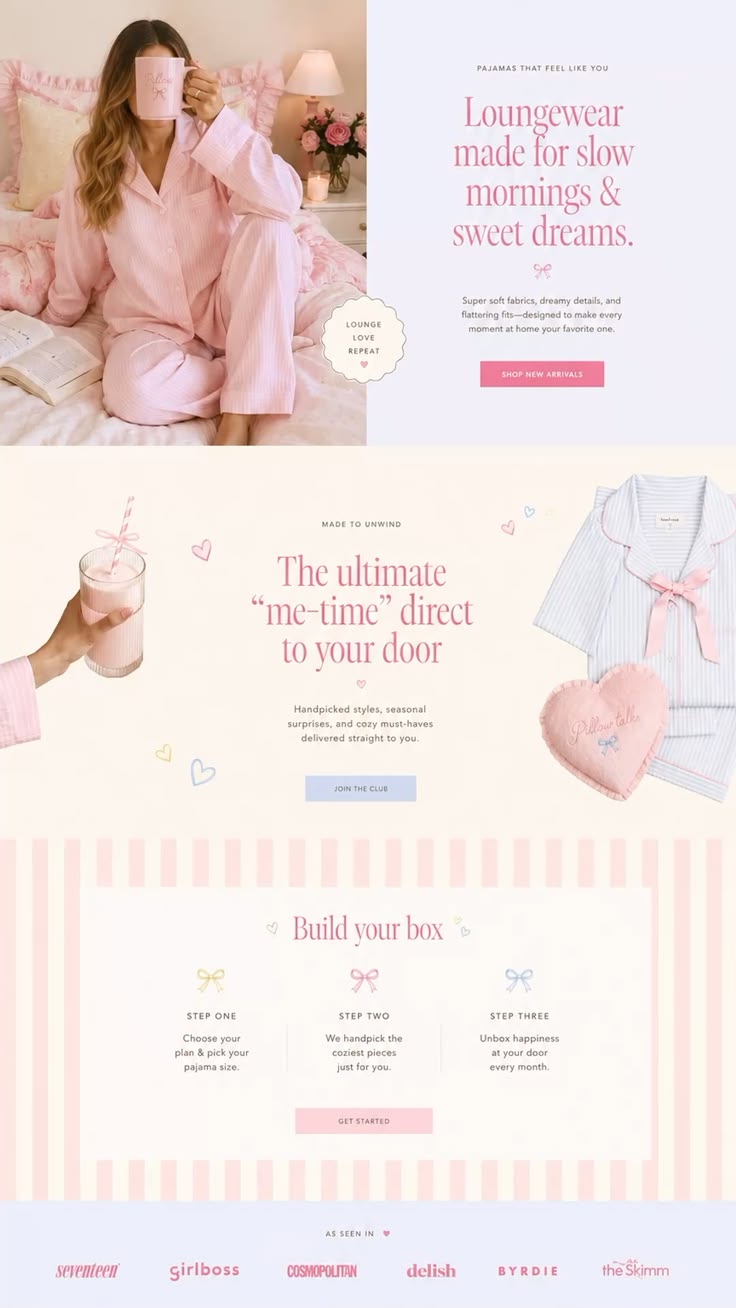 Pillow
PAJAMAS THAT FEEL LIKE YOU
Loungewear
made for slow
mornings &
sweet dreams.
Super soft fabrics, dreamy details, and
flattering fits—designed to make every
moment at home your favorite one.
SHOP NEW ARRIVALS
LOUNGE
LOVE
REPEAT
MADE TO UNWIND
The ultimate
“me-time” direct
to your door
Handpicked styles, seasonal
surprises, and cozy must-haves
delivered straight to you.
JOIN THE CLUB
Pillow talk
Build your box
STEP ONE
Choose your
plan & pick your
pajama size.
STEP TWO
We handpick the
coziest pieces
just for you.
STEP THREE
Unbox happiness
at your door
every month.
GET STARTED
AS SEEN IN
seventeen
girlboss
COSMOPOLITAN
delish
BYRDIE
theSkimm